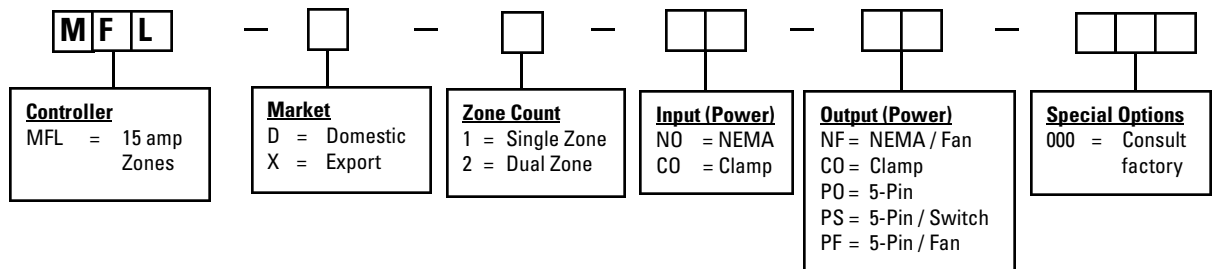 M F L – – – – –
Controller
MFL = 15 amp
Zones
Market
D = Domestic
X = Export
Zone Count
1 = Single Zone
2 = Dual Zone
Input (Power)
NO = NEMA
CO = Clamp
Output (Power)
NF = NEMA / Fan
CO = Clamp
PO = 5-Pin
PS = 5-Pin / Switch
PF = 5-Pin / Fan
Special Options
000 = Consult
factory